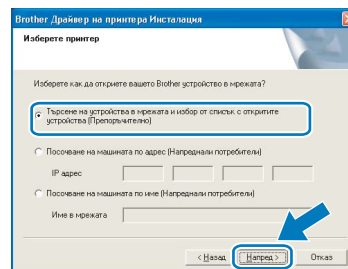 Brother Драйвер на принтера Инсталация
Изберете принтер
Изберете как да откриете вашето Brother устройство в мрежата?
Търсене на устройства в мрежата и избор от списък с откритите
устройства (Препоръчително)
Посочване на машината по адрес (Напреднали потребители)
IP адрес
Посочване на машината по име (Напреднали потребители)
Име в мрежата
< Назад
Напред >
Отказ